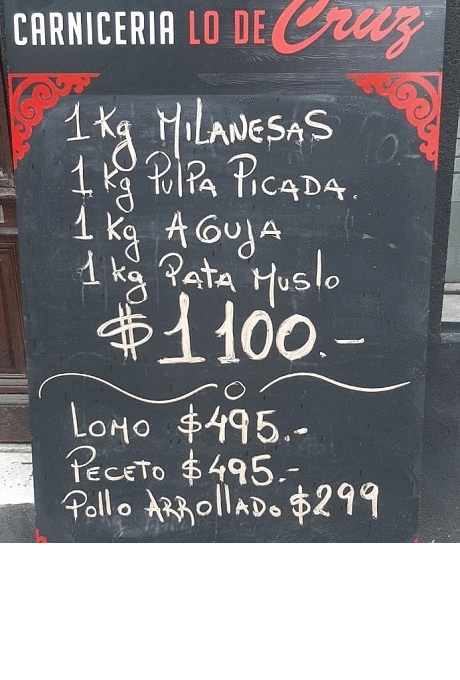 CARNICERIA LO DE Cruz
1 Kg MILANESAS
1 Kg PulPA PICADA.
1 Kg AGUJA
1 kg PATA Muslo
$1100.-
LOMO $495.-
PECETO $495.-
Pollo ARROllADO $299